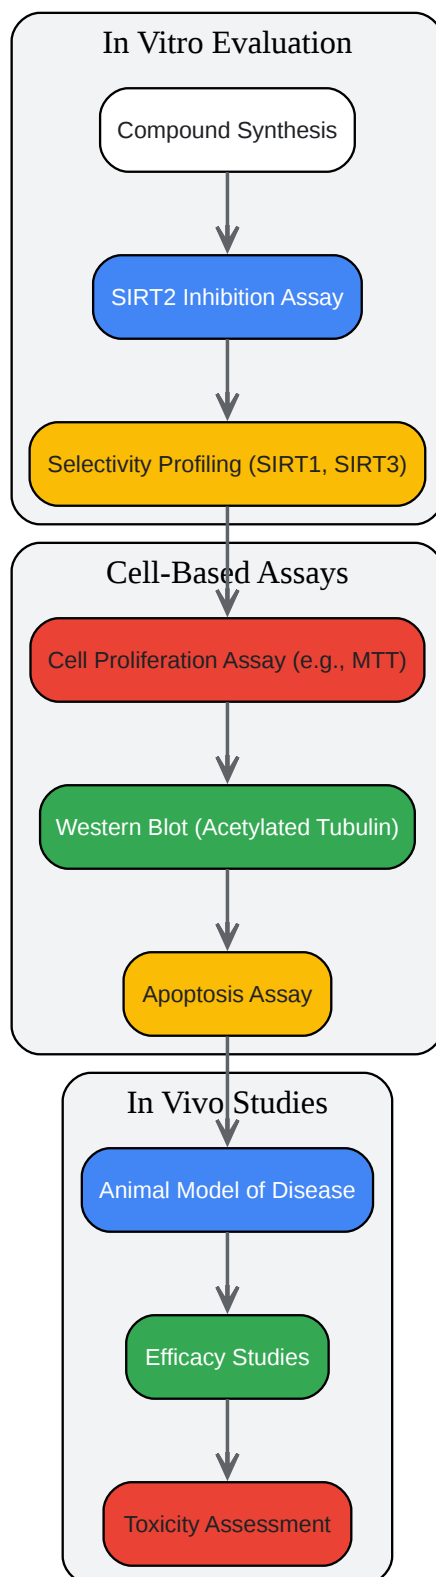 In Vitro Evaluation
Compound Synthesis
SIRT2 Inhibition Assay
Selectivity Profiling (SIRT1, SIRT3)
Cell-Based Assays
Cell Proliferation Assay (e.g., MTT)
Western Blot (Acetylated Tubulin)
Apoptosis Assay
In Vivo Studies
Animal Model of Disease
Efficacy Studies
Toxicity Assessment